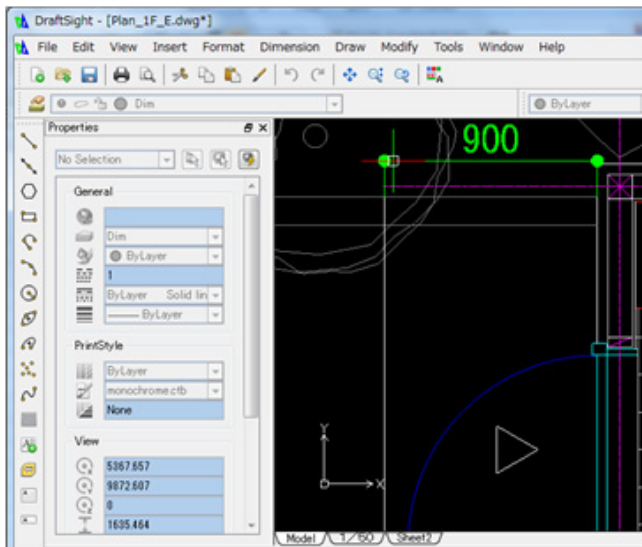 DraftSight - [Plan_1F_E.dwg*]
File Edit View Insert Format Dimension Draw Modify Tools Window Help
Dim ByLayer
Properties
No Selection
General
Dim
ByLayer
1
ByLayer Solid lin
ByLayer
PrintStyle
ByLayer
monochrome.ctb
None
View
5367.657
9872.607
0
1635.464
900
Y
X
Model 1/50 Sheet2